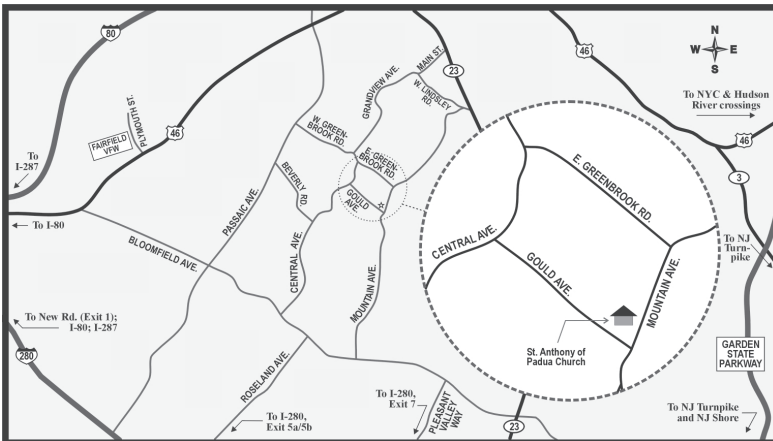 80
PLYMOUTH ST.
FAIRFIELD
VFW
46
To
I-287
To I-80
BLOOMFIELD AVE.
To New Rd. (Exit 1);
I-80; I-287
280
PASSAIC AVE.
W. GREEN-
BROOK RD.
BEVERLY RD.
GRANDVIEW AVE.
MAIN ST.
W. LINDSLEY
RD.
23
E. GREEN-
BROOK RD.
GOULD
AVE.
CENTRAL AVE.
MOUNTAIN AVE.
ROSELAND AVE.
To I-280,
Exit 5a/5b
To I-280,
Exit 7
PLEASANT
VALLEY
WAY
23
E. GREENBROOK RD.
CENTRAL AVE.
GOULD AVE.
MOUNTAIN AVE.
St. Anthony of
Padua Church
46
N
W E
S
To NYC & Hudson
River crossings
46
3
To NJ
Turn-
pike
GARDEN
STATE
PARKWAY
To NJ Turnpike
and NJ Shore